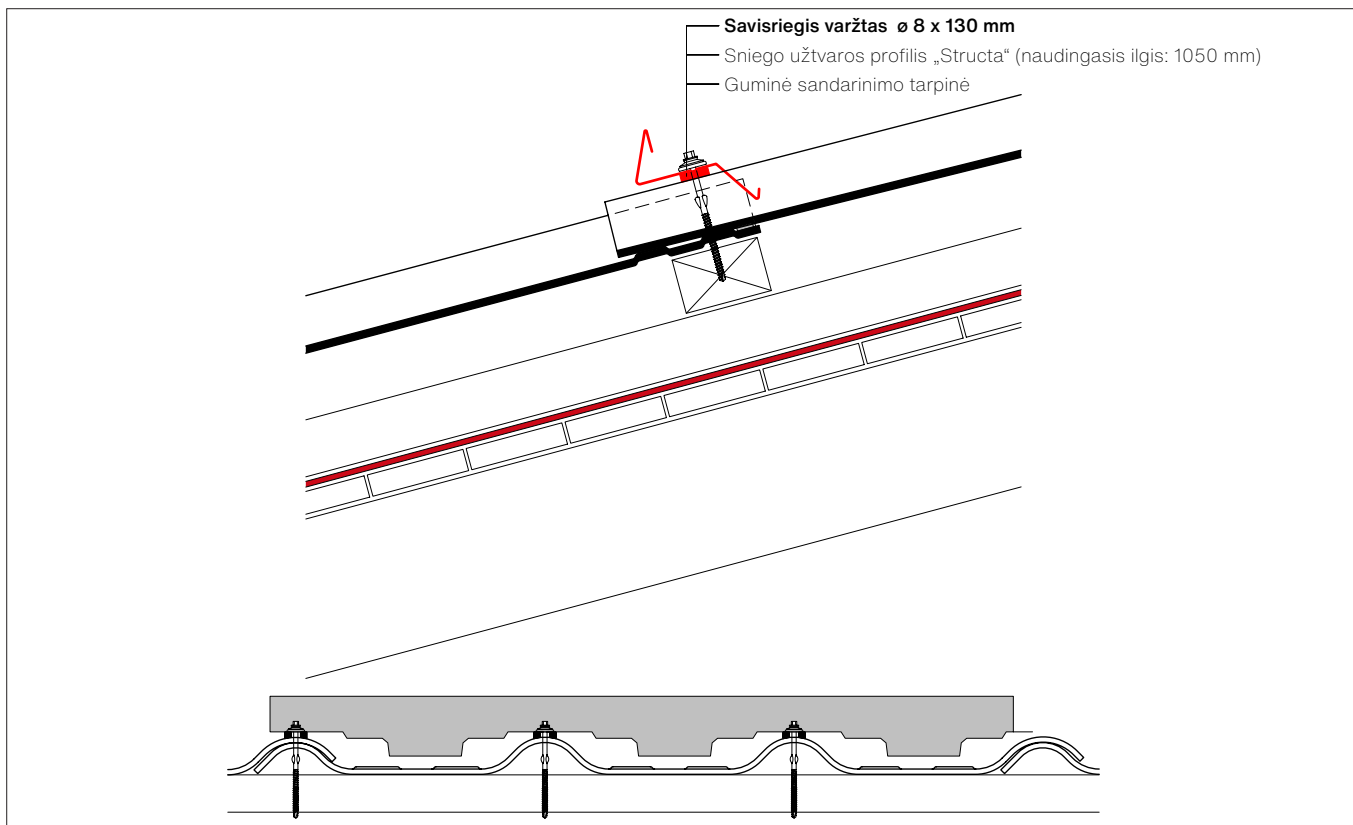 Savisriegis varžtas ø 8 x 130 mm
Sniego užtvaros profilis „Structa“ (naudingasis ilgis: 1050 mm)
Guminė sandarinimo tarpinė